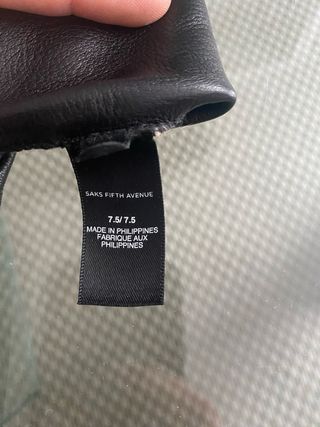 SAKS FIFTH AVENUE
7.5/ 7.5
MADE IN PHILIPPINES
FABRIQUE AUX
PHILIPPINES